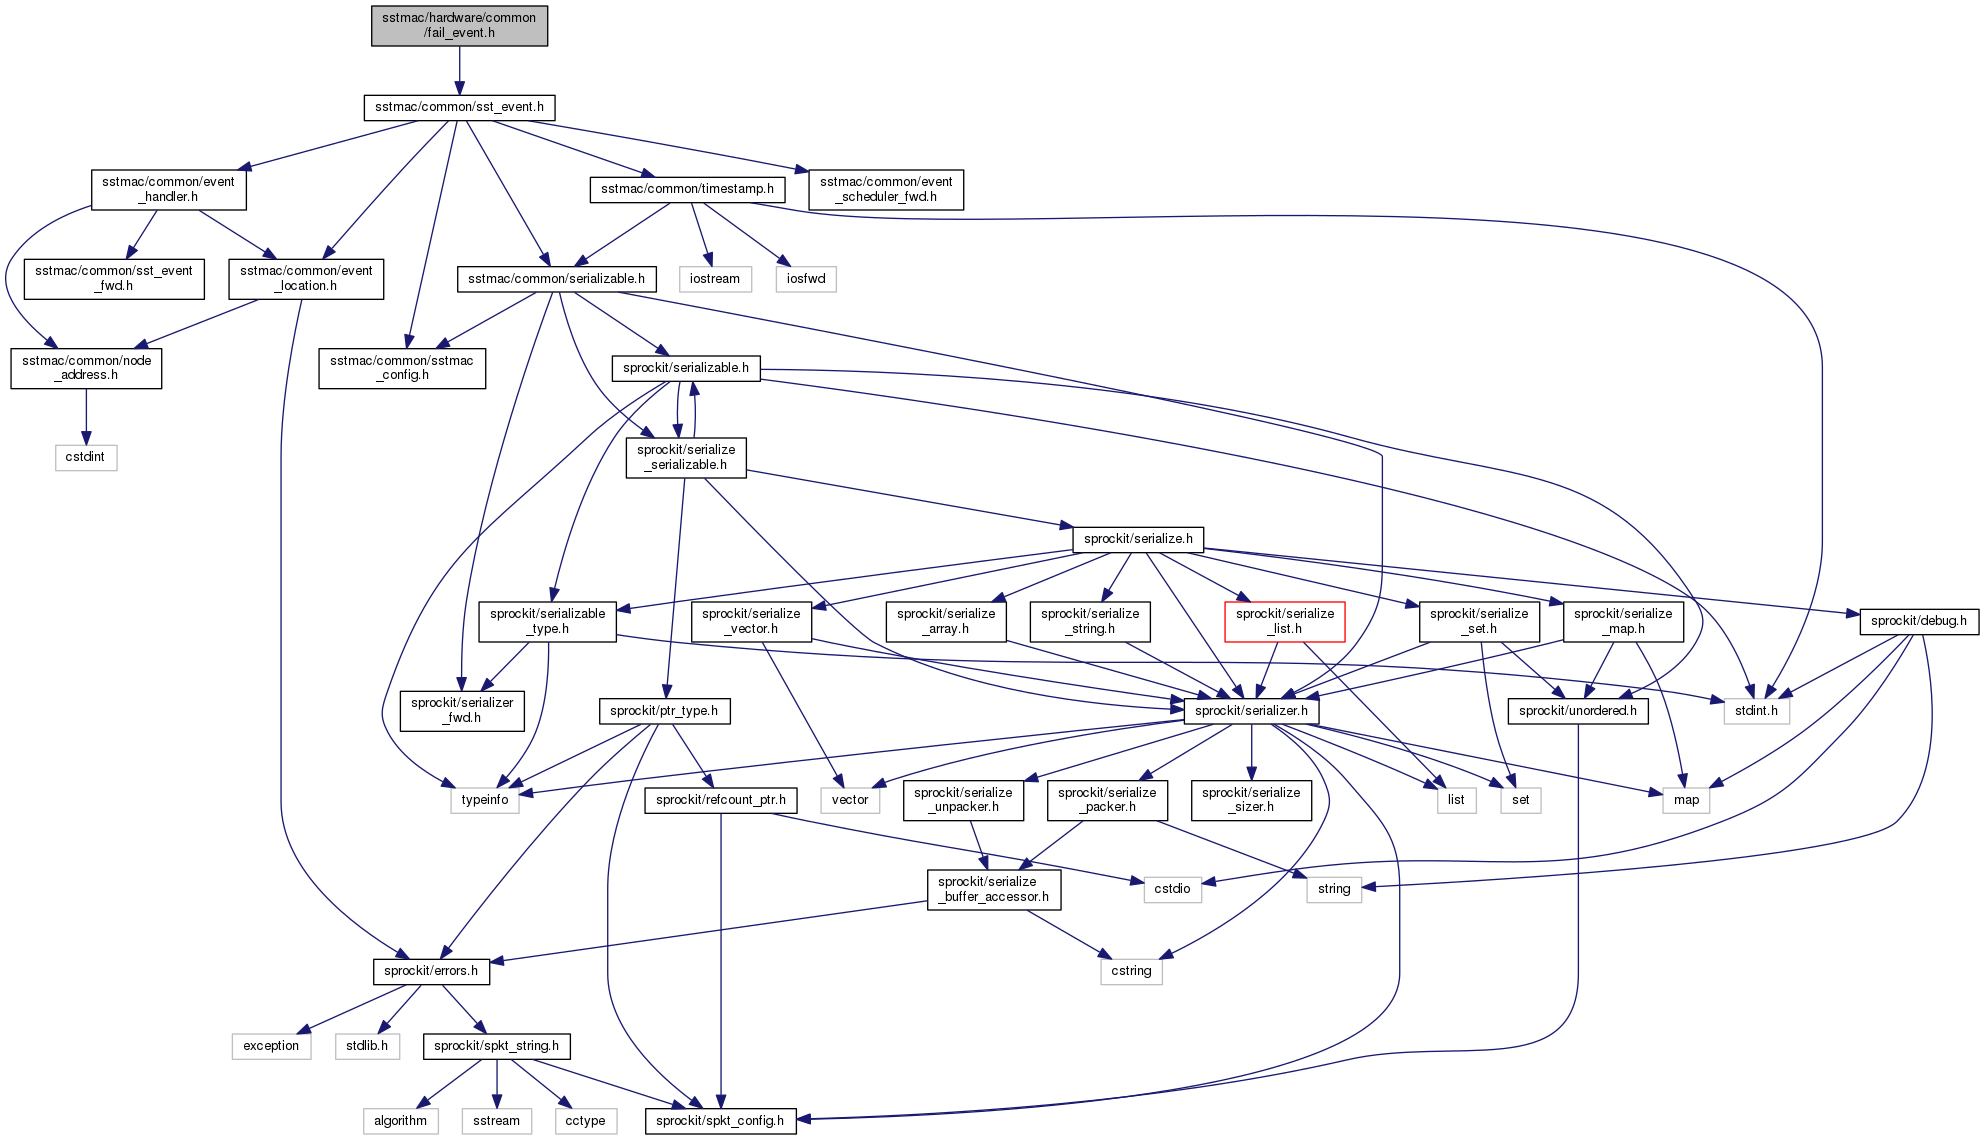 sstmac/hardware/common
/fail_event.h
sstmac/common/sst_event.h
sstmac/common/event
_handler.h
sstmac/common/timestamp.h
sstmac/common/event
_scheduler_fwd.h
sstmac/common/sst_event
_fwd.h
sstmac/common/event
_location.h
sstmac/common/serializable.h
iostream
iosfwd
sstmac/common/node
_address.h
sstmac/common/sstmac
_config.h
sprockit/serializable.h
cstdint
sprockit/serialize
_serializable.h
sprockit/serialize.h
sprockit/serializable
_type.h
sprockit/serialize
_vector.h
sprockit/serialize
_array.h
sprockit/serialize
_string.h
sprockit/serialize
_list.h
sprockit/serialize
_set.h
sprockit/serialize
_map.h
sprockit/debug.h
sprockit/serializer
_fwd.h
sprockit/ptr_type.h
sprockit/serializer.h
sprockit/unordered.h
stdint.h
typeinfo
sprockit/refcount_ptr.h
vector
sprockit/serialize
_unpacker.h
sprockit/serialize
_packer.h
sprockit/serialize
_sizer.h
list
set
map
sprockit/serialize
_buffer_accessor.h
cstdio
string
sprockit/errors.h
cstring
exception
stdlib.h
sprockit/spkt_string.h
algorithm
sstream
cctype
sprockit/spkt_config.h